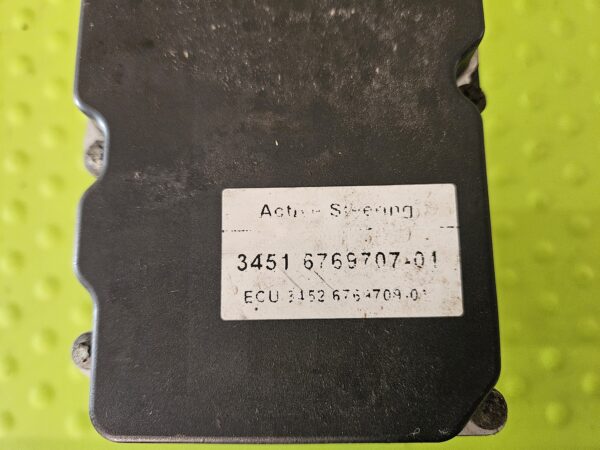 Active Steering
3451 6769707-01
ECU 3452 6769709-01